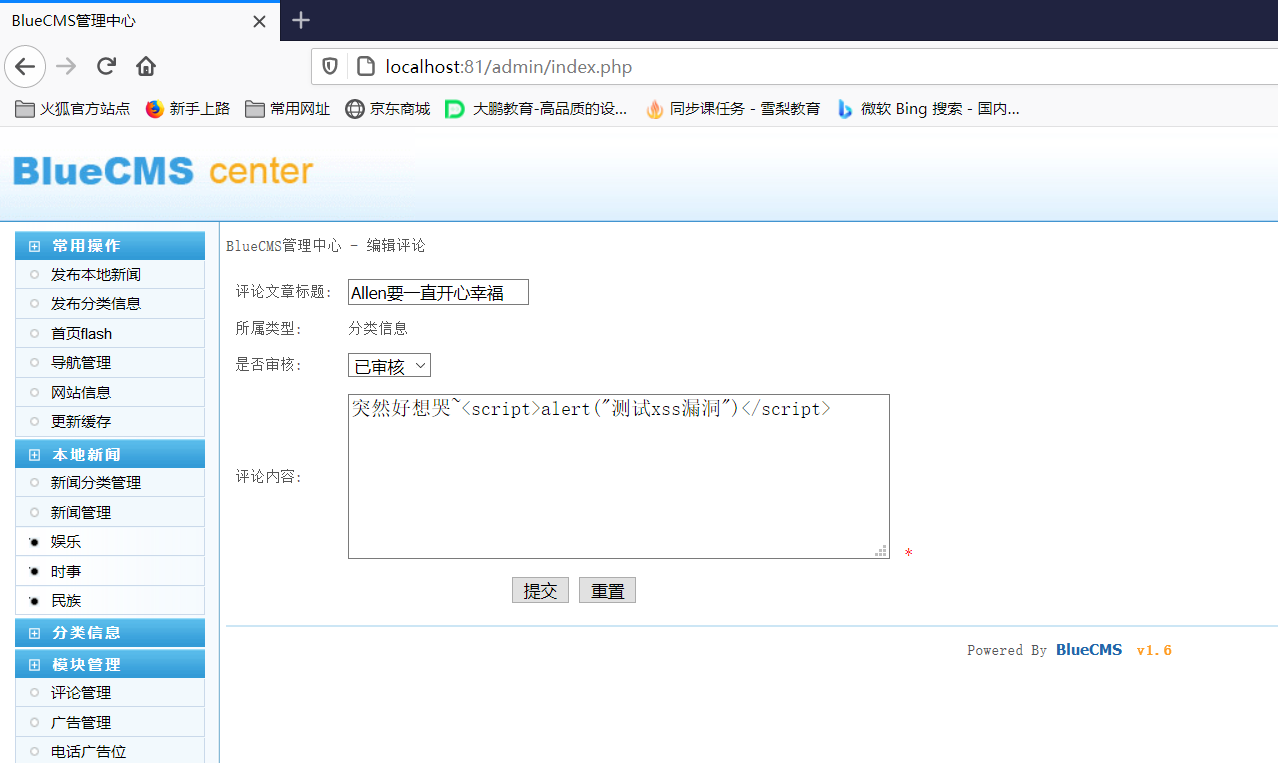 BlueCMS管理中心
localhost:81/admin/index.php
火狐官方站点 新手上路 常用网址 京东商城 大鹏教育-高品质的设... 同步课任务 - 雪梨教育 微软 Bing 搜索 - 国内...
BlueCMS center
常用操作
发布本地新闻
发布分类信息
首页flash
导航管理
网站信息
更新缓存
本地新闻
新闻分类管理
新闻管理
娱乐
时事
民族
分类信息
模块管理
评论管理
广告管理
电话广告位
BlueCMS管理中心 - 编辑评论
评论文章标题: Allen要一直开心幸福
所属类型: 分类信息
是否审核: 已审核
评论内容: 突然好想哭~<script>alert("测试xss漏洞")</script>
*
提交 重置
Powered By BlueCMS v1.6